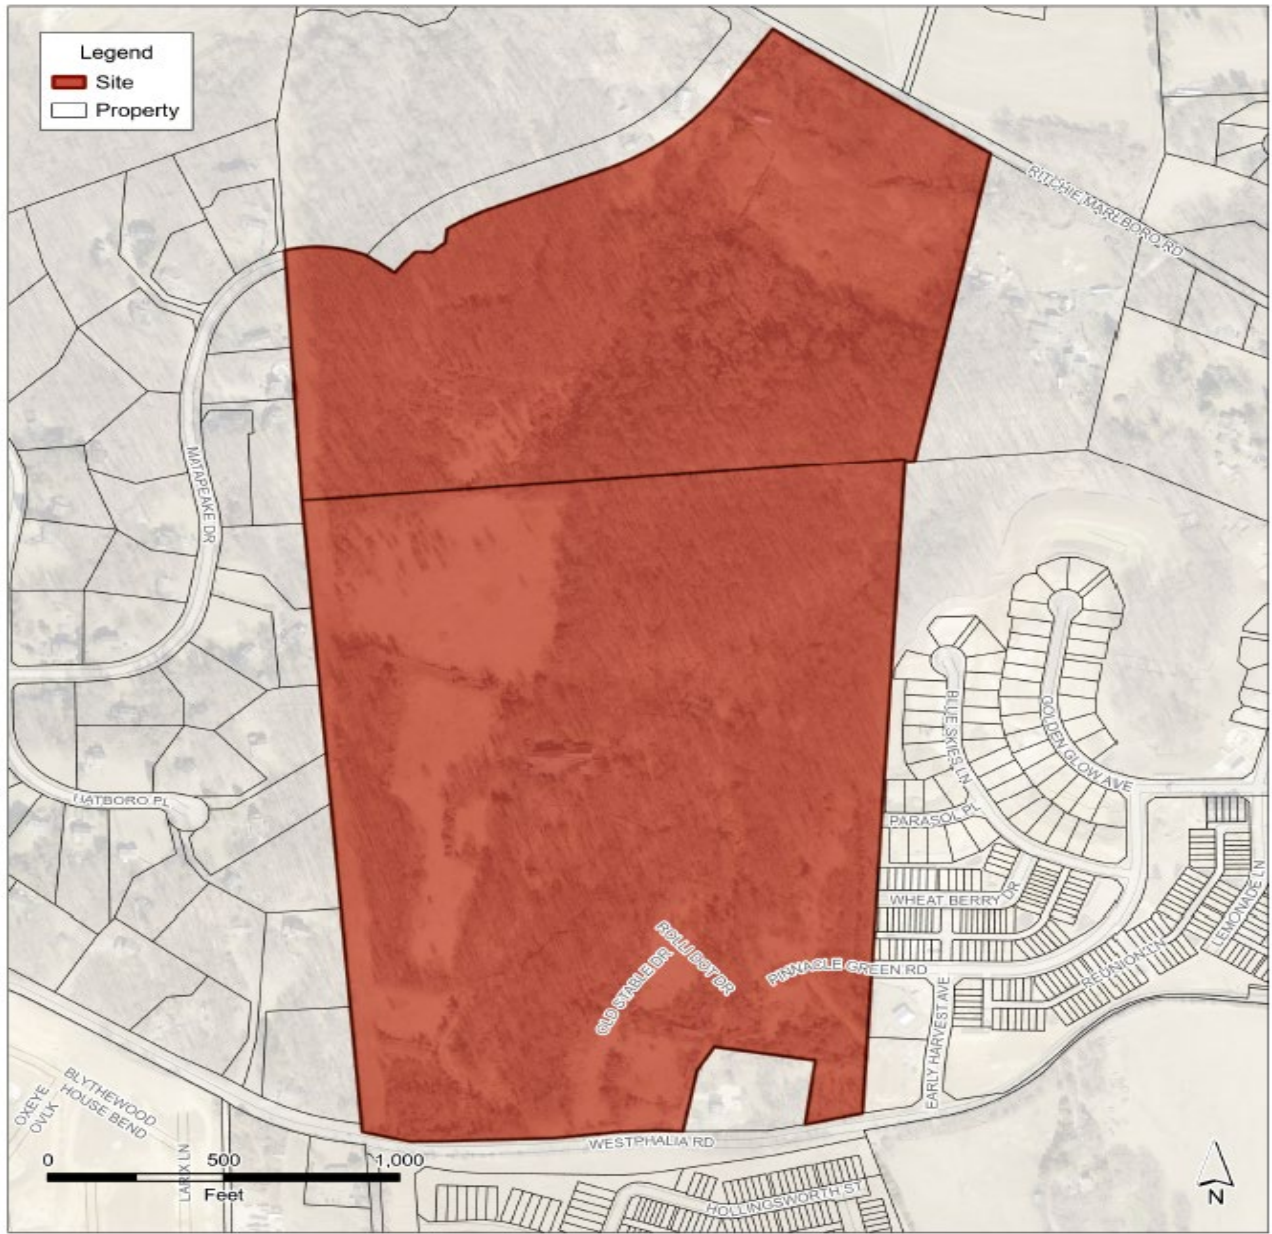 Legend
Site
Property
RITCHIE MARLBORO RD
MATAPEAKE DR
HATBORO PL
BLUE SKIES LN
GOLDEN GLOW AVE
PARASOL PL
WHEAT BERRY DR
LEMONADE LN
REUNION LN
PINNACLE GREEN RD
ROLLI DOT DR
OLD STABLE DR
EARLY HARVEST AVE
BLYTHEWOOD
HOUSE BEND
OXEYE
OVLK
LARIX LN
WESTPHALIA RD
HOLLINGSWORTH ST
0 500 1,000
Feet
N